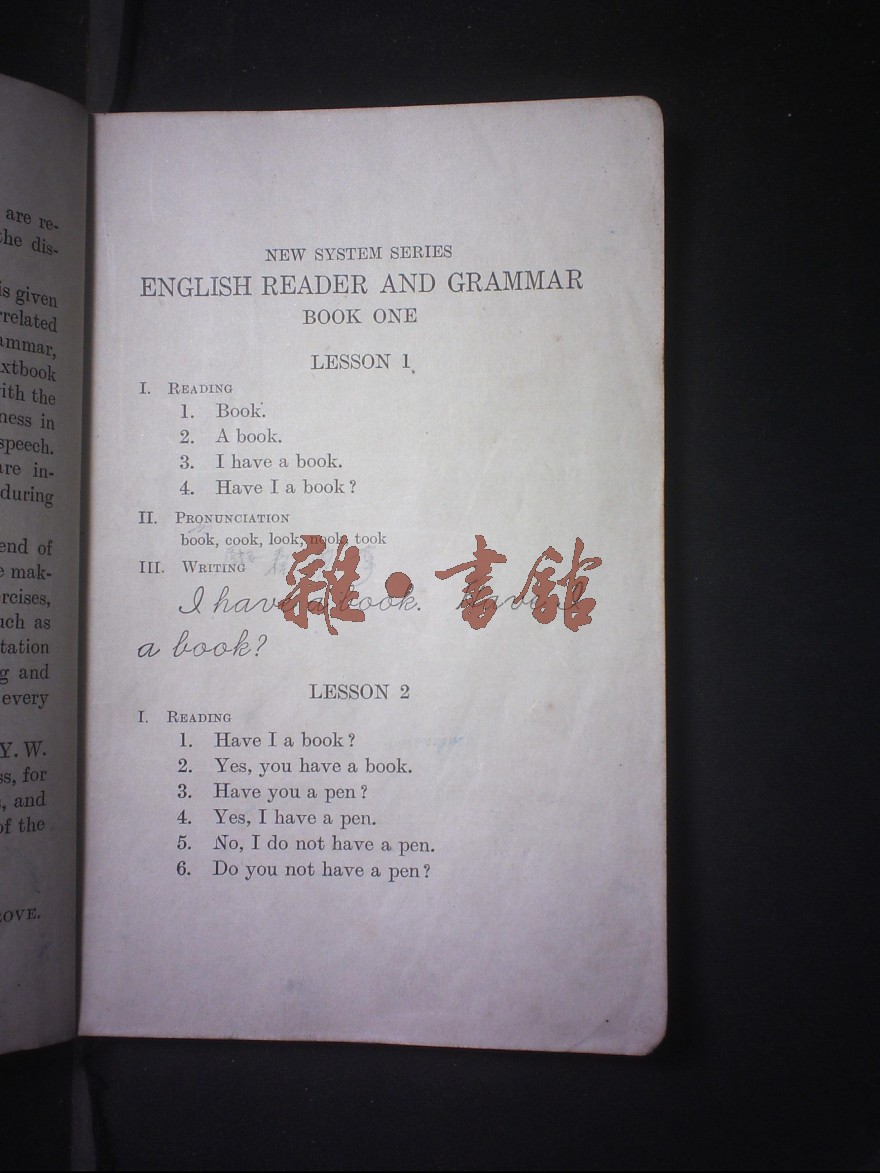 are re-
the dis-
is given
related
ammar,
xtbook
ith the
ness in
speech.
are in-
during
end of
e mak-
rcises,
uch as
tation
g and
every
Y. W.
ss, for
, and
of the
OVE.
NEW SYSTEM SERIES
ENGLISH READER AND GRAMMAR
BOOK ONE
LESSON 1
I. READING
1. Book.
2. A book.
3. I have a book.
4. Have I a book?
II. PRONUNCIATION
book, cook, look, nook, took
III. WRITING
I have a book. Have I
a book?
雜·書館
LESSON 2
I. READING
1. Have I a book?
2. Yes, you have a book.
3. Have you a pen?
4. Yes, I have a pen.
5. No, I do not have a pen.
6. Do you not have a pen?